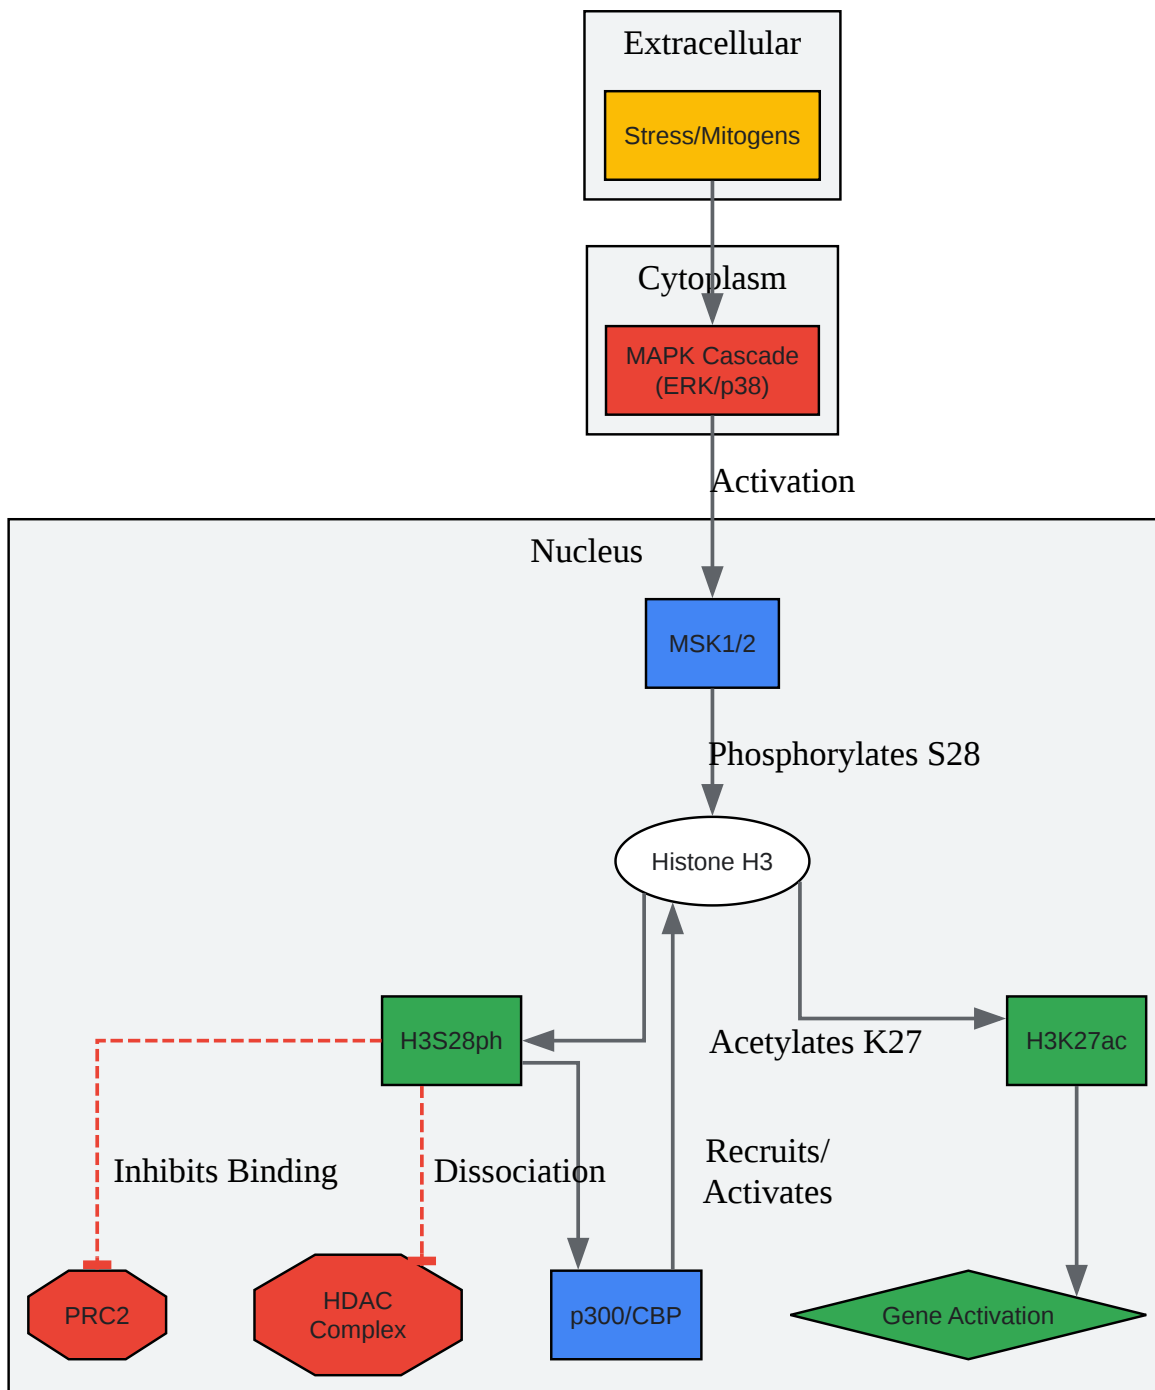 Extracellular
Stress/Mitogens
Cytoplasm
MAPK Cascade
(ERK/p38)
Activation
Nucleus
MSK1/2
Phosphorylates S28
Histone H3
H3S28ph
Acetylates K27
H3K27ac
Inhibits Binding
Dissociation
Recruits/
Activates
PRC2
HDAC
Complex
p300/CBP
Gene Activation